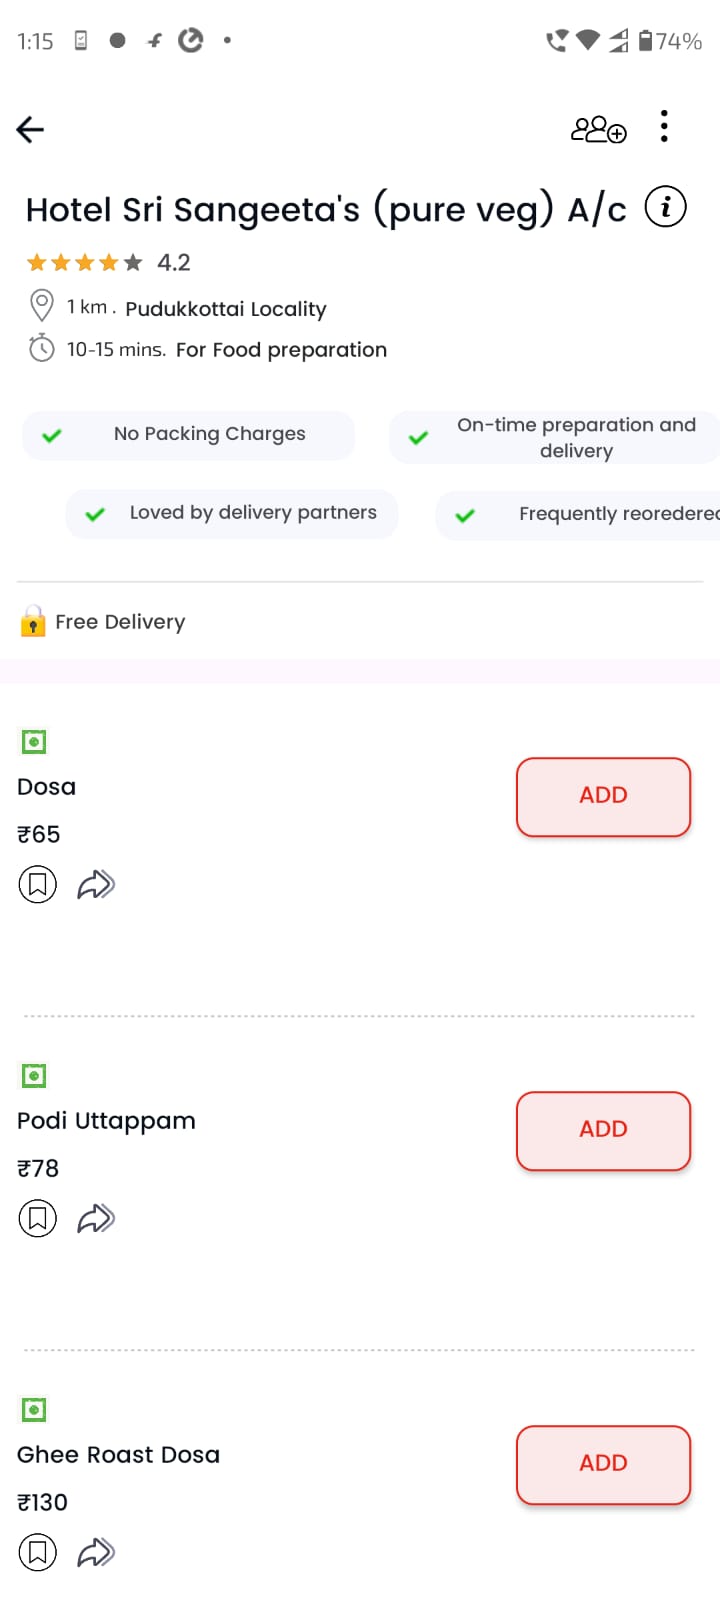 1:15
74%
Hotel Sri Sangeeta's (pure veg) A/c i
4.2
1 km . Pudukkottai Locality
10-15 mins. For Food preparation
No Packing Charges
On-time preparation and
delivery
Loved by delivery partners
Frequently reoredered
Free Delivery
Dosa
ADD
₹65
Podi Uttappam
ADD
₹78
Ghee Roast Dosa
ADD
₹130